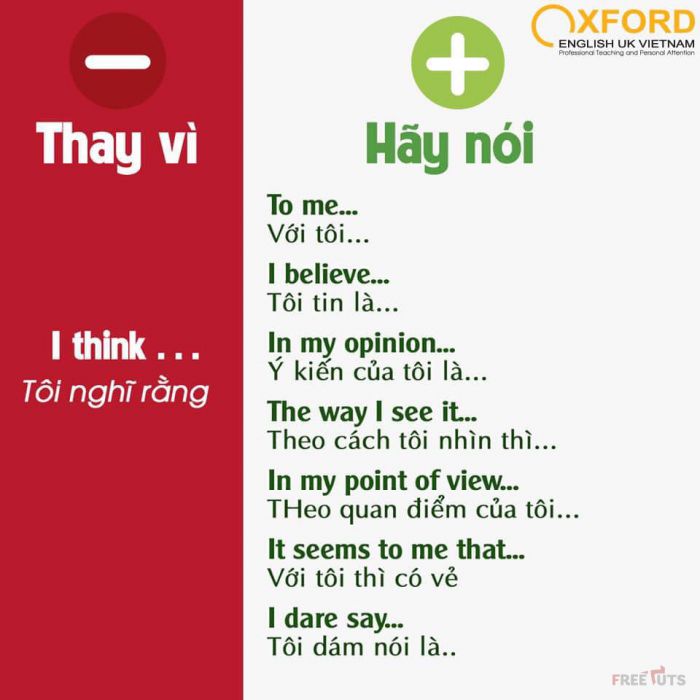 OXFORD
ENGLISH UK VIETNAM
Professional Teaching and Personal Attention
Thay vì
Hãy nói
I think . . .
Tôi nghĩ rằng
To me...
Với tôi...
I believe...
Tôi tin là...
In my opinion...
Ý kiến của tôi là...
The way I see it...
Theo cách tôi nhìn thì...
In my point of view...
THeo quan điểm của tôi...
It seems to me that...
Với tôi thì có vẻ
I dare say...
Tôi dám nói là..
FREETUTS